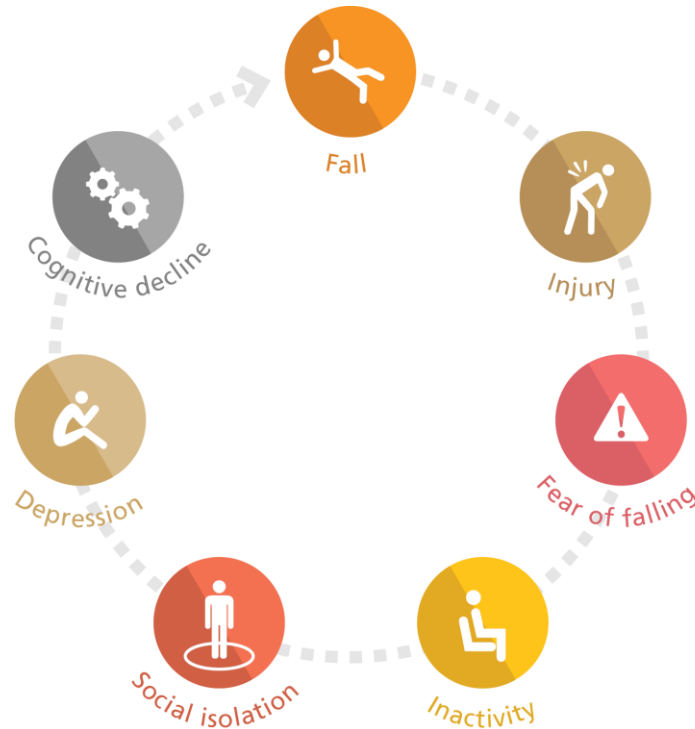 Fall
Injury
Fear of falling
Inactivity
Social isolation
Depression
Cognitive decline